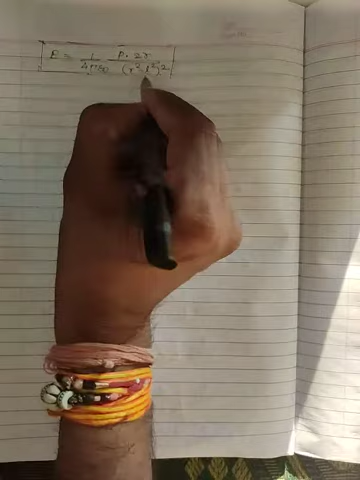 E = 1/4πε₀ P · 2r/(r² - l²)²